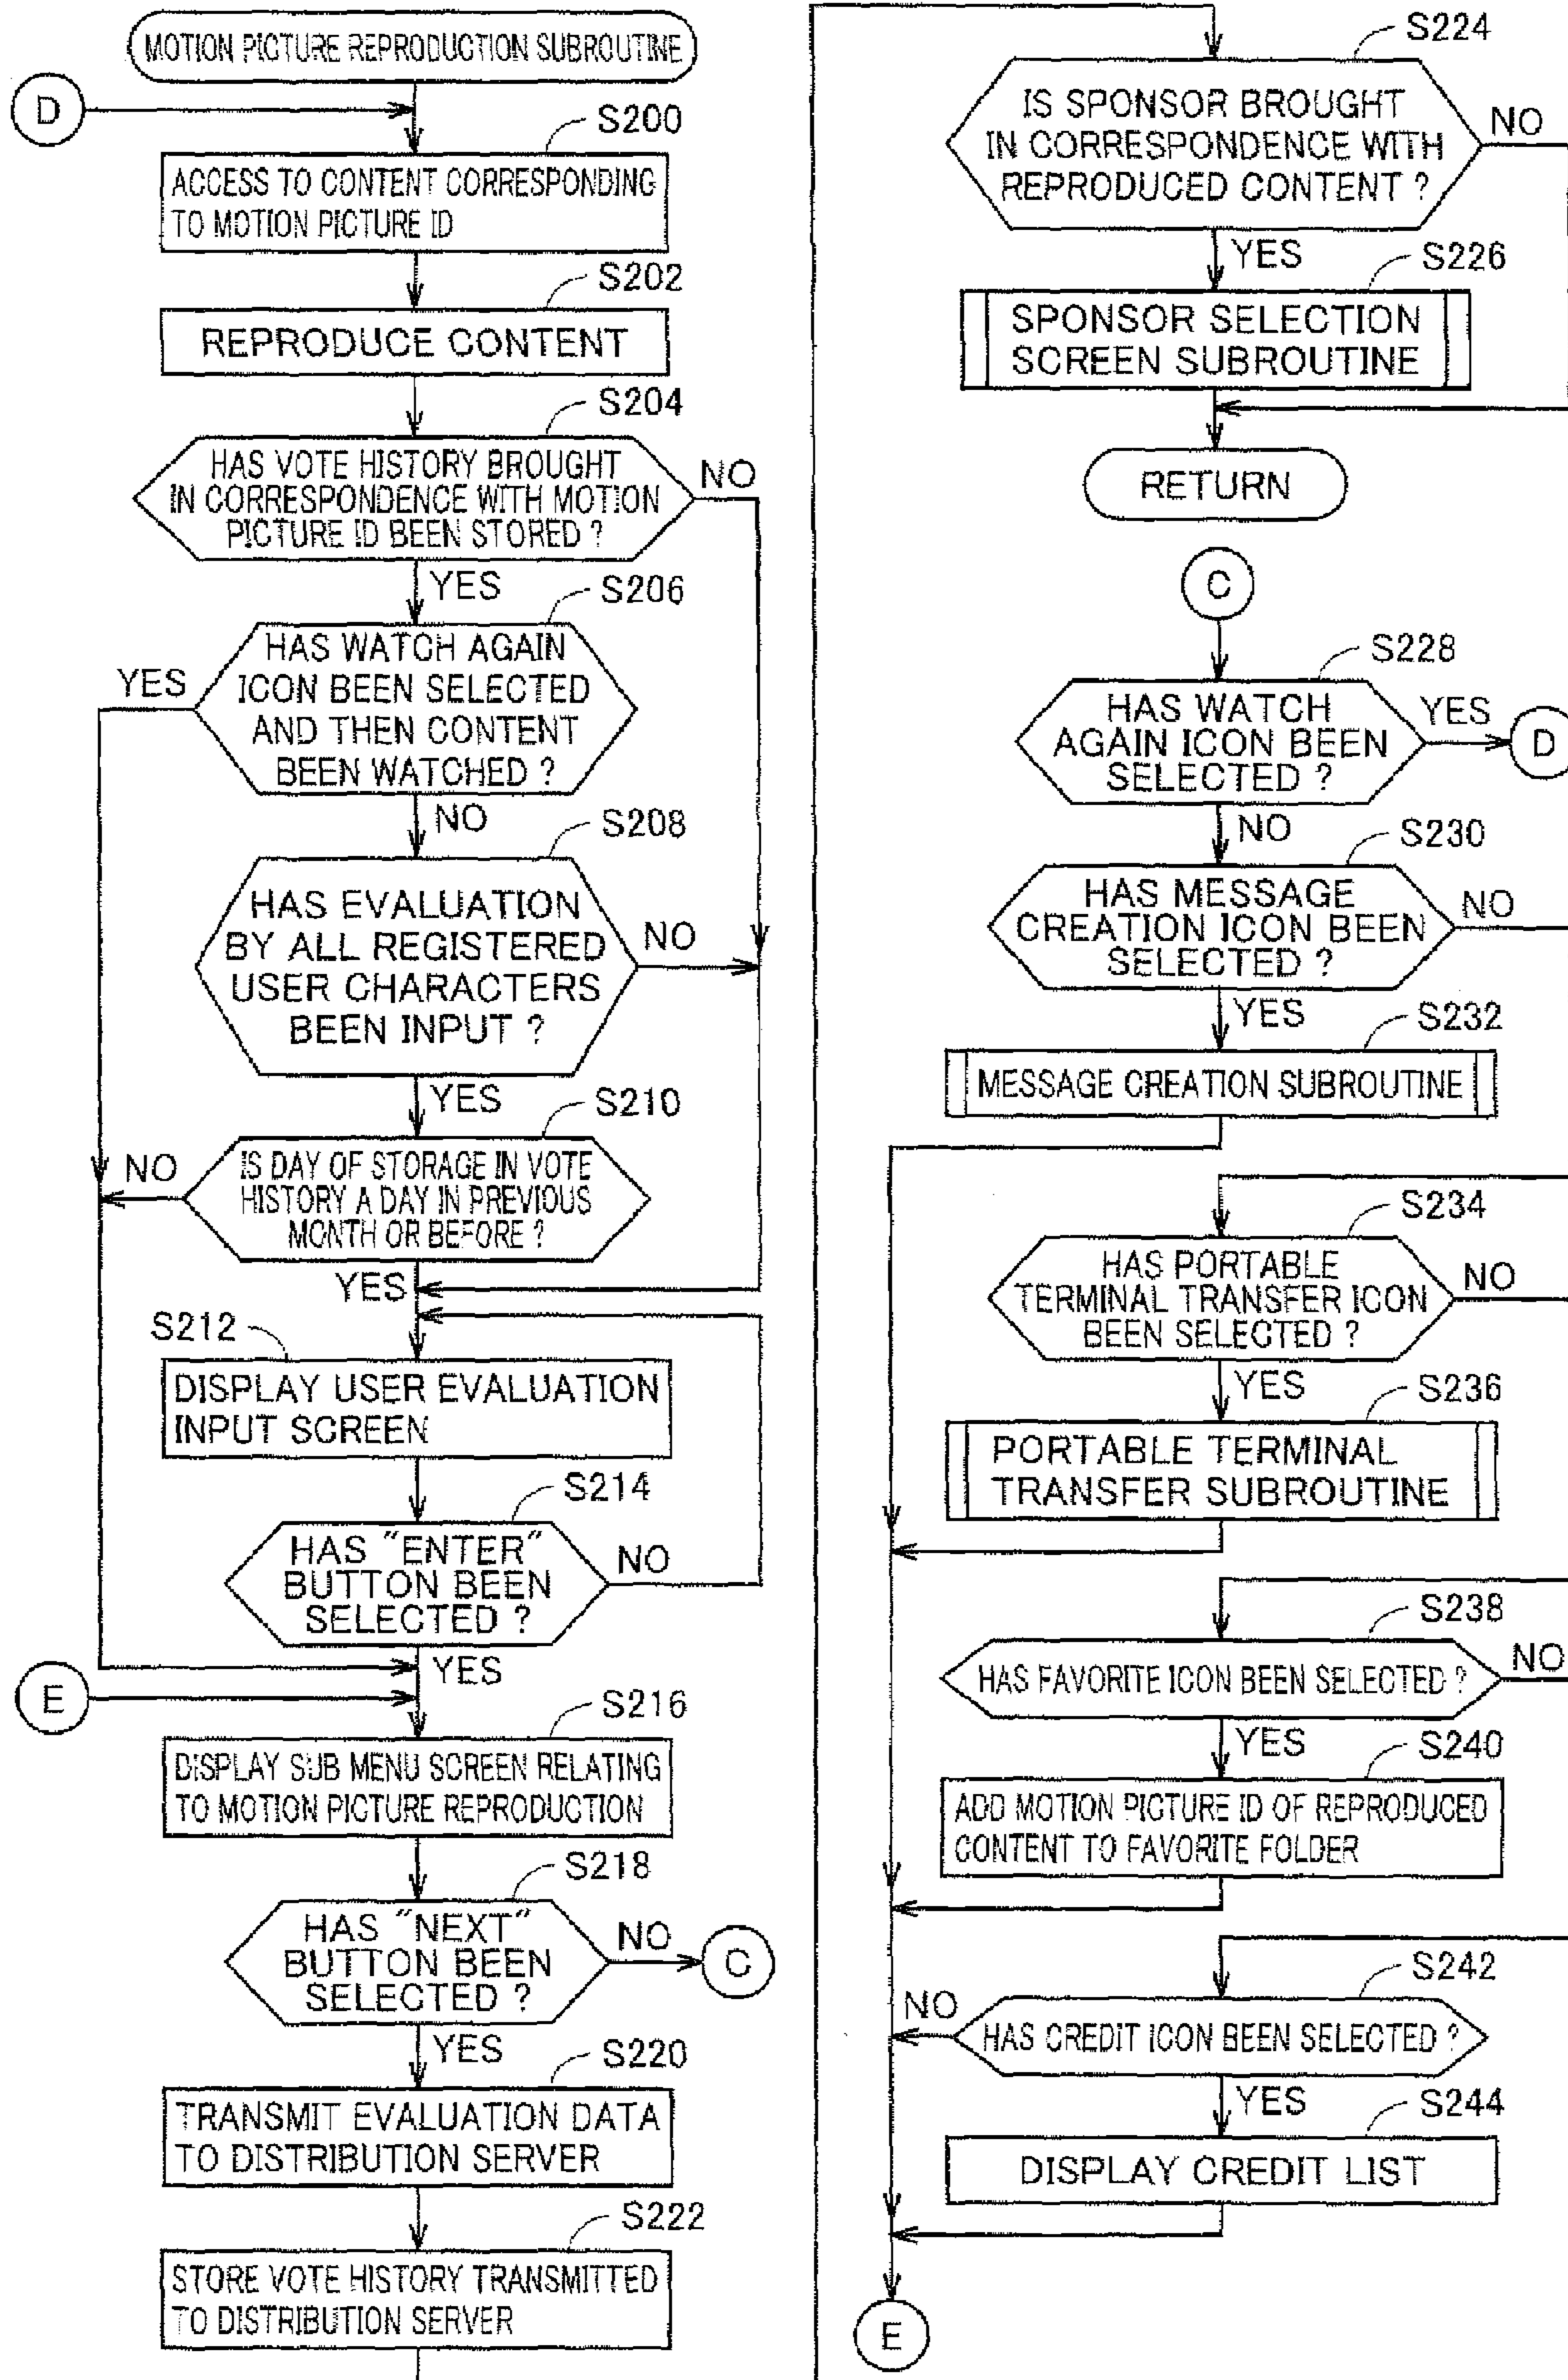 MOTION PICTURE REPRODUCTION SUBROUTINE
D
S200
ACCESS TO CONTENT CORRESPONDING
TO MOTION PICTURE ID
S202
REPRODUCE CONTENT
S204
HAS VOTE HISTORY BROUGHT
IN CORRESPONDENCE WITH MOTION
PICTURE ID BEEN STORED ?
NO
YES
S206
HAS WATCH AGAIN
ICON BEEN SELECTED
AND THEN CONTENT
BEEN WATCHED ?
YES
NO
S208
HAS EVALUATION
BY ALL REGISTERED
USER CHARACTERS
BEEN INPUT ?
NO
YES
S210
IS DAY OF STORAGE IN VOTE
HISTORY A DAY IN PREVIOUS
MONTH OR BEFORE ?
NO
YES
S212
DISPLAY USER EVALUATION
INPUT SCREEN
S214
HAS "ENTER"
BUTTON BEEN
SELECTED ?
NO
YES
E
S216
DISPLAY SUB MENU SCREEN RELATING
TO MOTION PICTURE REPRODUCTION
S218
HAS "NEXT"
BUTTON BEEN
SELECTED ?
NO
C
YES
S220
TRANSMIT EVALUATION DATA
TO DISTRIBUTION SERVER
S222
STORE VOTE HISTORY TRANSMITTED
TO DISTRIBUTION SERVER
S224
IS SPONSOR BROUGHT
IN CORRESPONDENCE WITH
REPRODUCED CONTENT ?
NO
YES
S226
SPONSOR SELECTION
SCREEN SUBROUTINE
RETURN
C
S228
HAS WATCH
AGAIN ICON BEEN
SELECTED ?
YES
D
NO
S230
HAS MESSAGE
CREATION ICON BEEN
SELECTED ?
NO
YES
S232
MESSAGE CREATION SUBROUTINE
S234
HAS PORTABLE
TERMINAL TRANSFER ICON
BEEN SELECTED ?
NO
YES
S236
PORTABLE TERMINAL
TRANSFER SUBROUTINE
S238
HAS FAVORITE ICON BEEN SELECTED ?
NO
YES
S240
ADD MOTION PICTURE ID OF REPRODUCED
CONTENT TO FAVORITE FOLDER
S242
HAS CREDIT ICON BEEN SELECTED ?
NO
YES
S244
DISPLAY CREDIT LIST
E